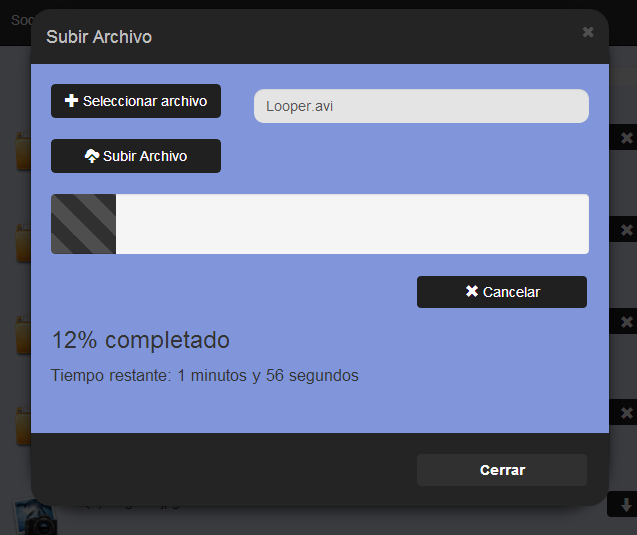 Subir Archivo
Seleccionar archivo
Looper.avi
Subir Archivo
Cancelar
12% completado
Tiempo restante: 1 minutos y 56 segundos
Cerrar